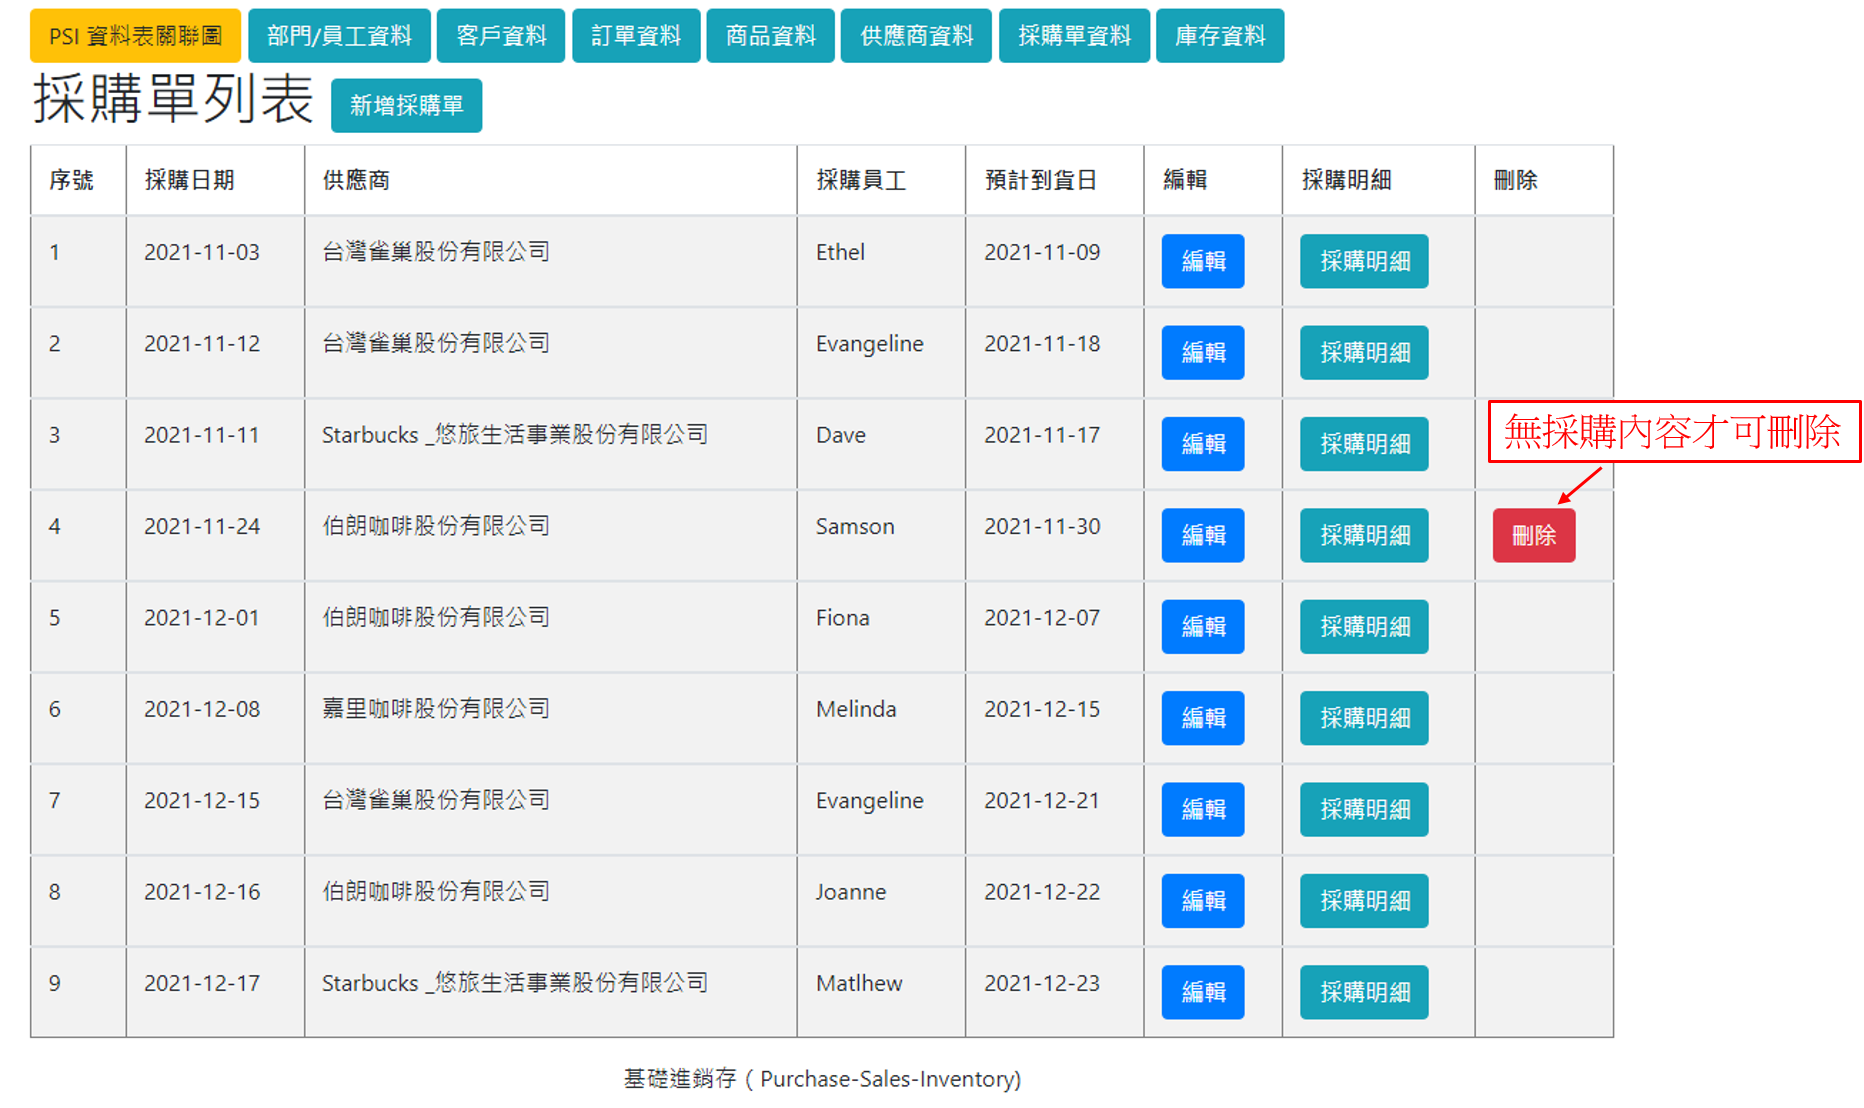 PSI 資料表關聯圖 部門/員工資料 客戶資料 訂單資料 商品資料 供應商資料 採購單資料 庫存資料
採購單列表 新增採購單
序號 採購日期 供應商 採購員工 預計到貨日 編輯 採購明細 刪除
1 2021-11-03 台灣雀巢股份有限公司 Ethel 2021-11-09 編輯 採購明細
2 2021-11-12 台灣雀巢股份有限公司 Evangeline 2021-11-18 編輯 採購明細
3 2021-11-11 Starbucks _悠旅生活事業股份有限公司 Dave 2021-11-17 編輯 採購明細
無採購內容才可刪除
4 2021-11-24 伯朗咖啡股份有限公司 Samson 2021-11-30 編輯 採購明細 刪除
5 2021-12-01 伯朗咖啡股份有限公司 Fiona 2021-12-07 編輯 採購明細
6 2021-12-08 嘉里咖啡股份有限公司 Melinda 2021-12-15 編輯 採購明細
7 2021-12-15 台灣雀巢股份有限公司 Evangeline 2021-12-21 編輯 採購明細
8 2021-12-16 伯朗咖啡股份有限公司 Joanne 2021-12-22 編輯 採購明細
9 2021-12-17 Starbucks _悠旅生活事業股份有限公司 Matlhew 2021-12-23 編輯 採購明細
基礎進銷存 ( Purchase-Sales-Inventory)